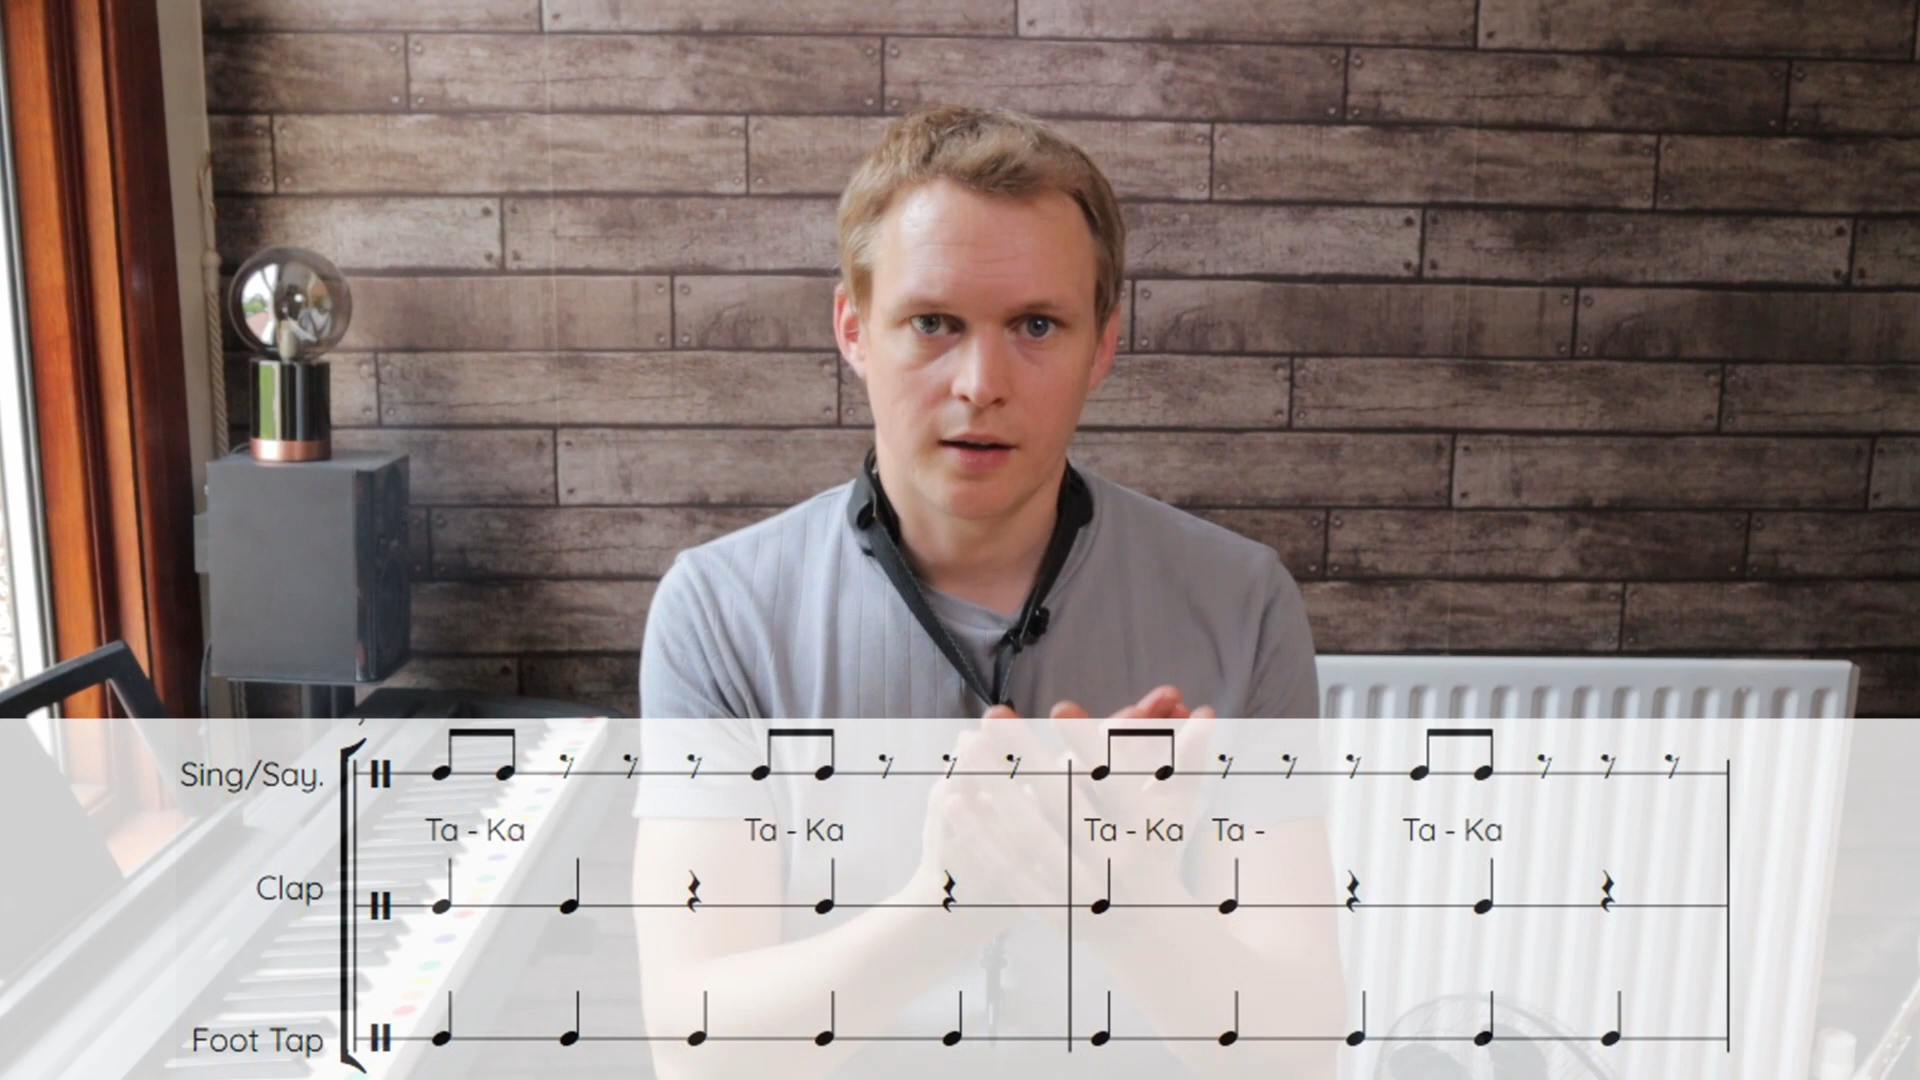 Sing/Say.
Ta - Ka Ta - Ka Ta - Ka Ta - Ta - Ka
Clap
Foot Tap